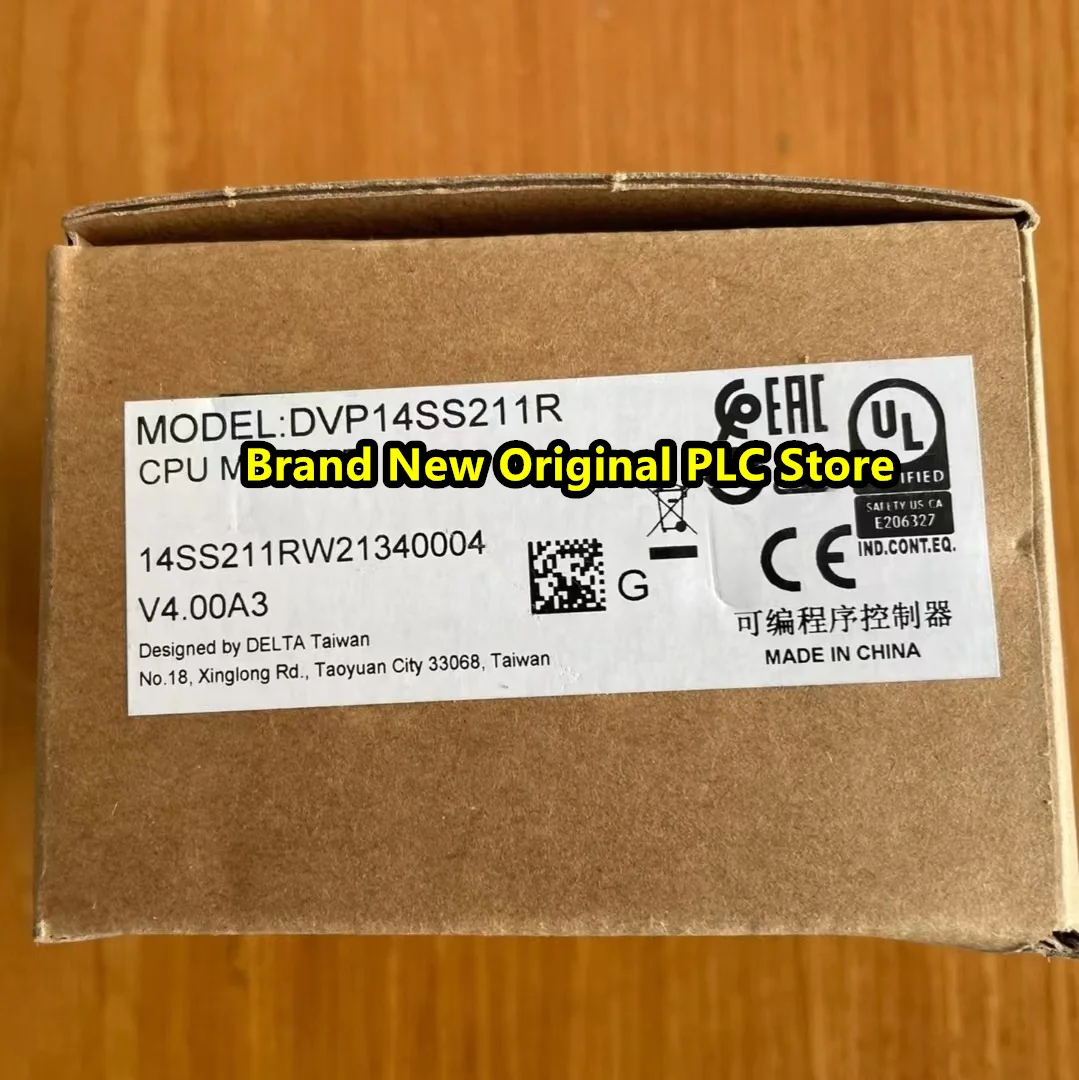 MODEL:DVP14SS211R
CPU
Brand New Original PLC Store
14SS211RW21340004
V4.00A3
Designed by DELTA Taiwan
No.18, Xinglong Rd., Taoyuan City 33068, Taiwan
G
EAC
UL
SAFETY US CA
E206327
CE
IND.CONT.EQ.
可编程序控制器
MADE IN CHINA